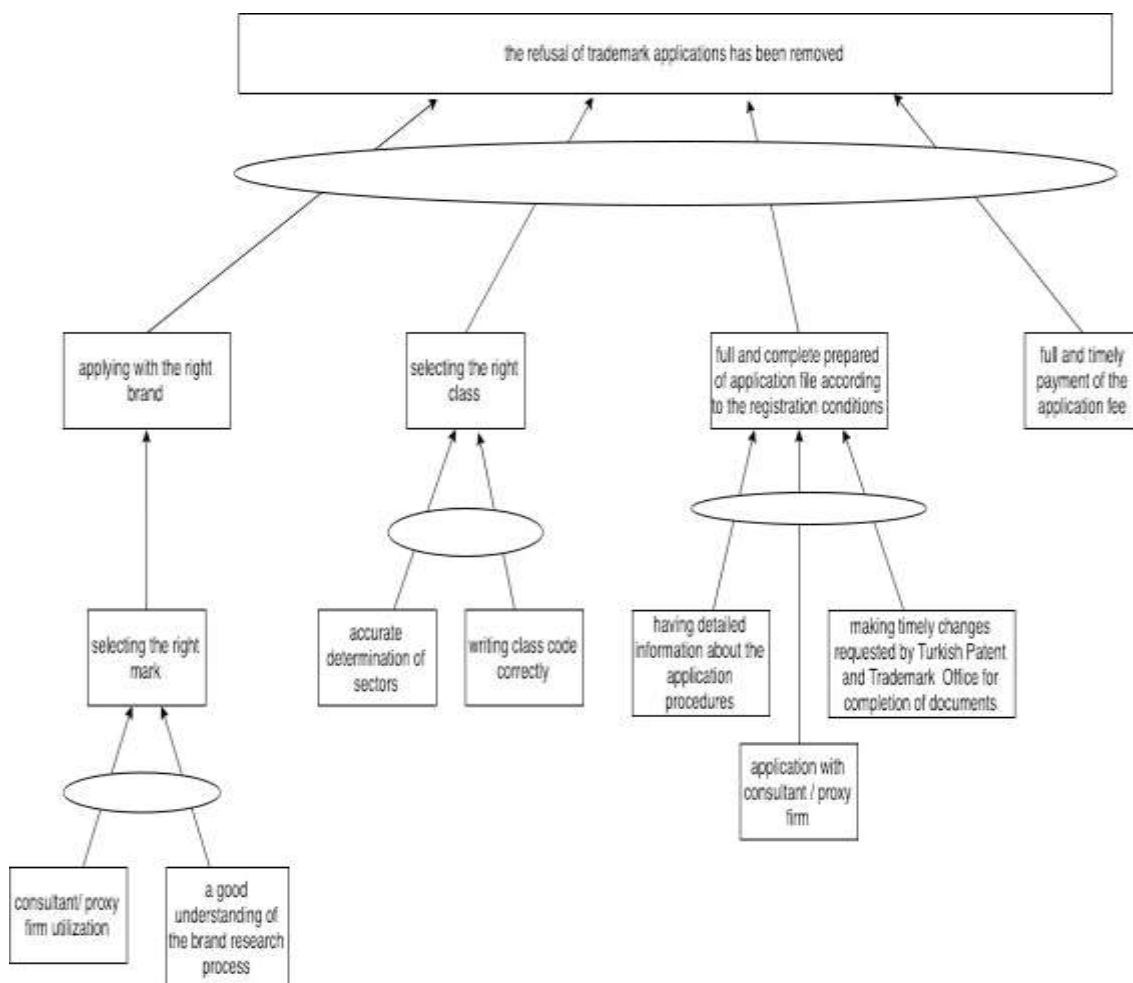 the refusal of trademark applications has been removed
applying with the right
brand
selecting the right
class
full and complete prepared
of application file according
to the registration conditions
full and timely
payment of the
application fee
selecting the right
mark
accurate
determination of
sectors
writing class code
correctly
having detailed
information about the
application
procedures
making timely changes
requested by Turkish Patent
and Trademark Office for
completion of documents
application with
consultant / proxy
firm
consultant/ proxy
firm utilization
a good
understanding of
the brand research
process